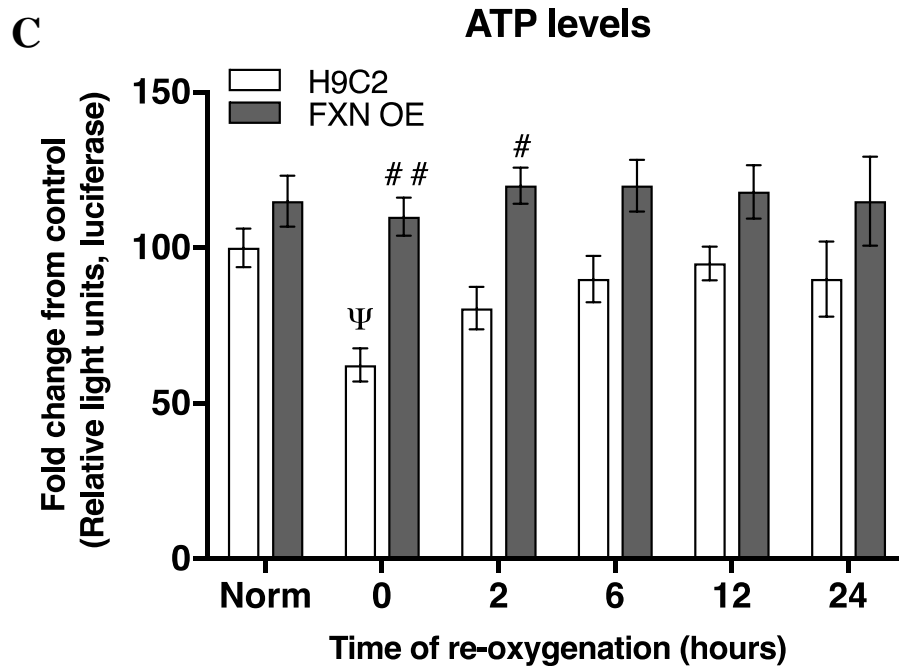 C
ATP levels
H9C2
FXN OE
Fold change from control
(Relative light units, luciferase)
150
100
50
0
Ψ
# #
#
Norm 0 2 6 12 24
Time of re-oxygenation (hours)